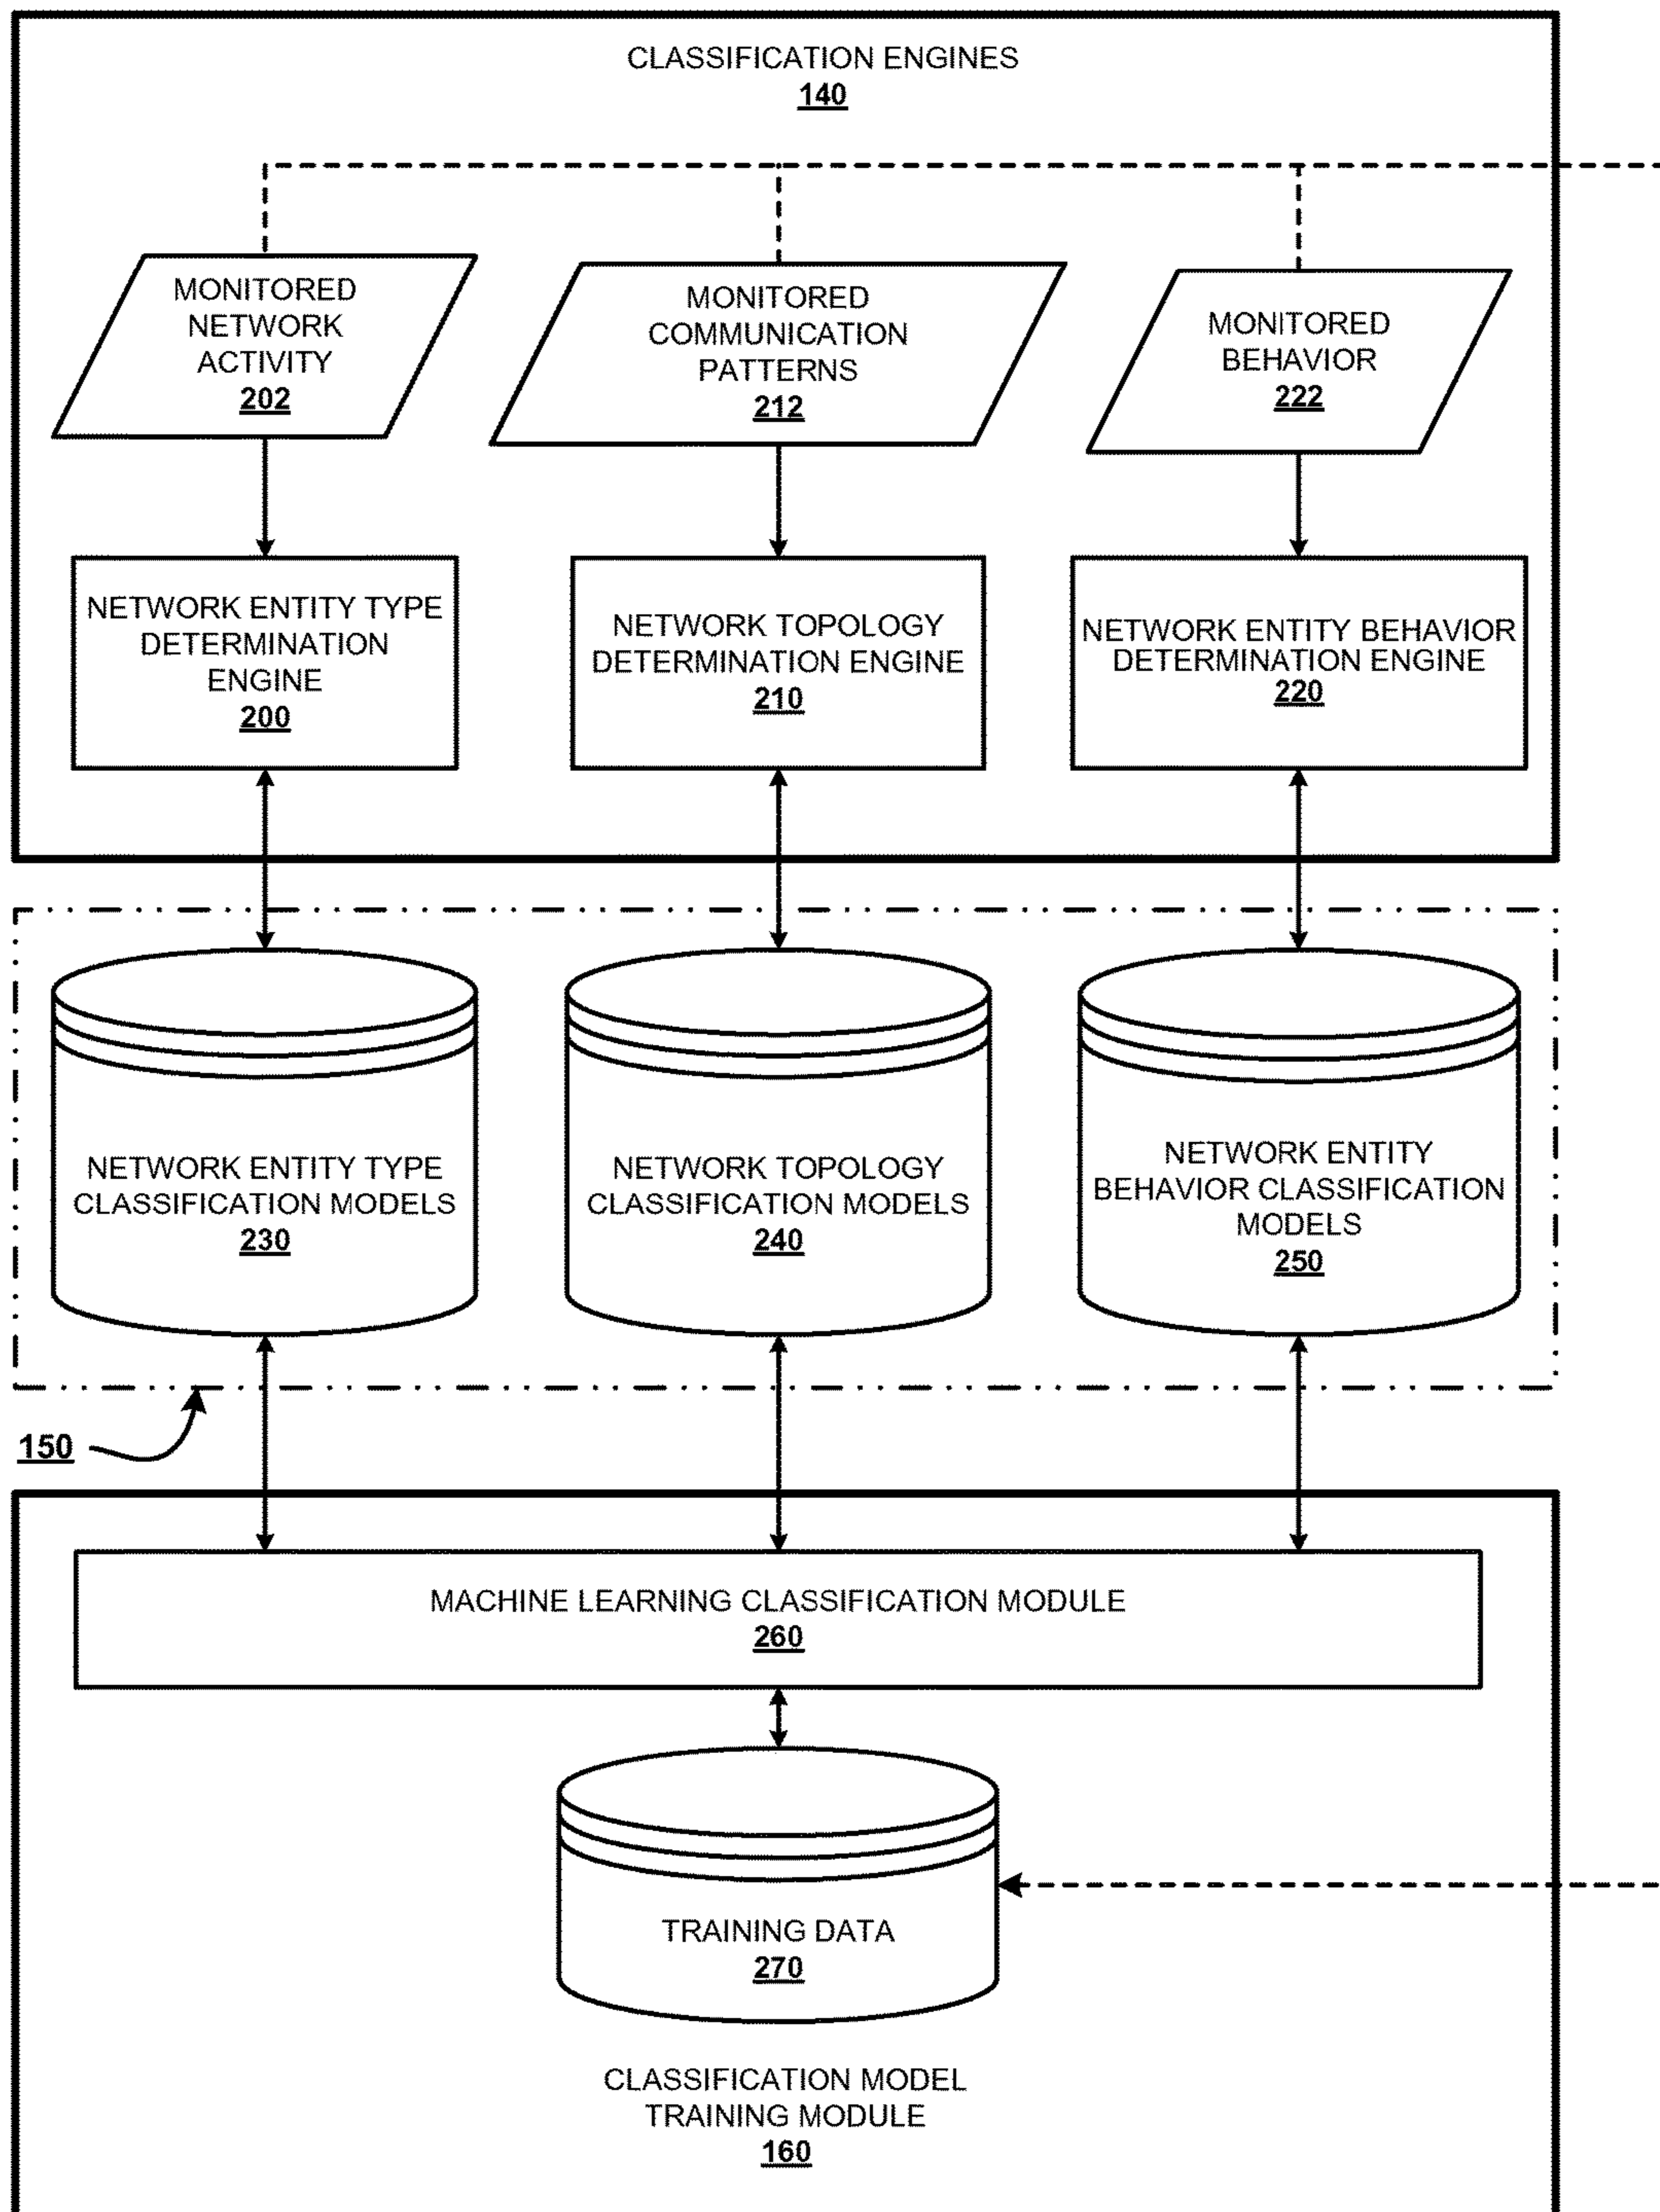 CLASSIFICATION ENGINES
140
MONITORED
NETWORK
ACTIVITY
202
MONITORED
COMMUNICATION
PATTERNS
212
MONITORED
BEHAVIOR
222
NETWORK ENTITY TYPE
DETERMINATION
ENGINE
200
NETWORK TOPOLOGY
DETERMINATION ENGINE
210
NETWORK ENTITY BEHAVIOR
DETERMINATION ENGINE
220
NETWORK ENTITY TYPE
CLASSIFICATION MODELS
230
NETWORK TOPOLOGY
CLASSIFICATION MODELS
240
NETWORK ENTITY
BEHAVIOR CLASSIFICATION
MODELS
250
150
MACHINE LEARNING CLASSIFICATION MODULE
260
TRAINING DATA
270
CLASSIFICATION MODEL
TRAINING MODULE
160